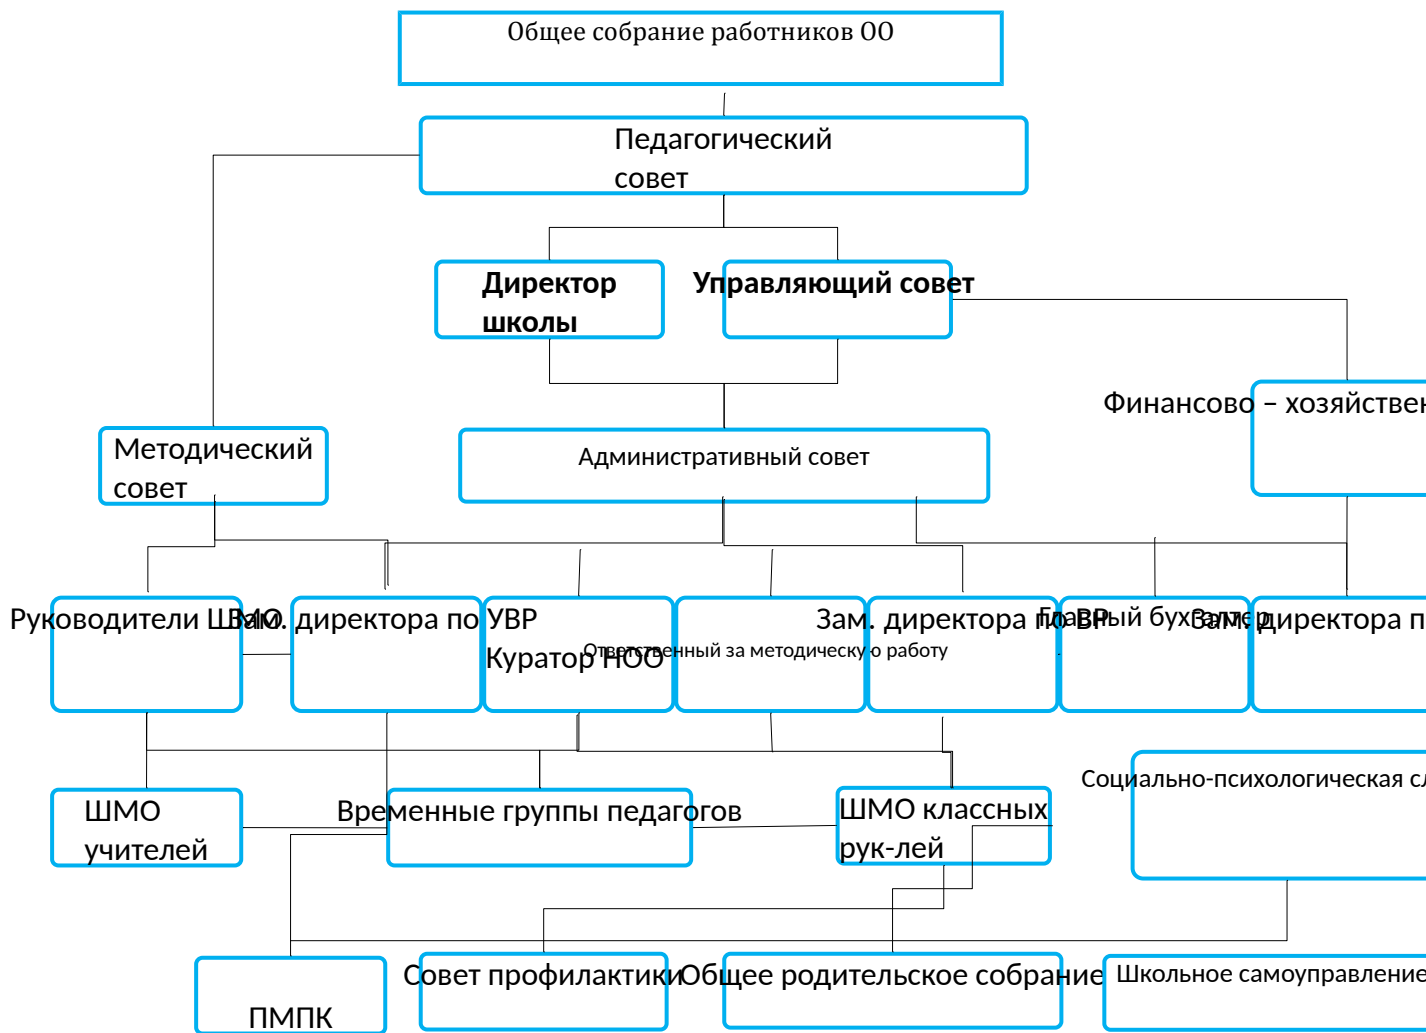 Общее собрание работников ОО
Педагогический
совет
Директор
школы
Управляющий совет
Финансово – хозяйствен
Методический
совет
Административный совет
Руководители ШМО
Зам. директора по УВР
Куратор НОО
Ответственный за методическую работу
Зам. директора по ВР
Главный бухгалтер
Зам. директора п
Социально-психологическая сл
ШМО
учителей
Временные группы педагогов
ШМО классных
рук-лей
Совет профилактики
Общее родительское собрание
Школьное самоуправление
ПМПК